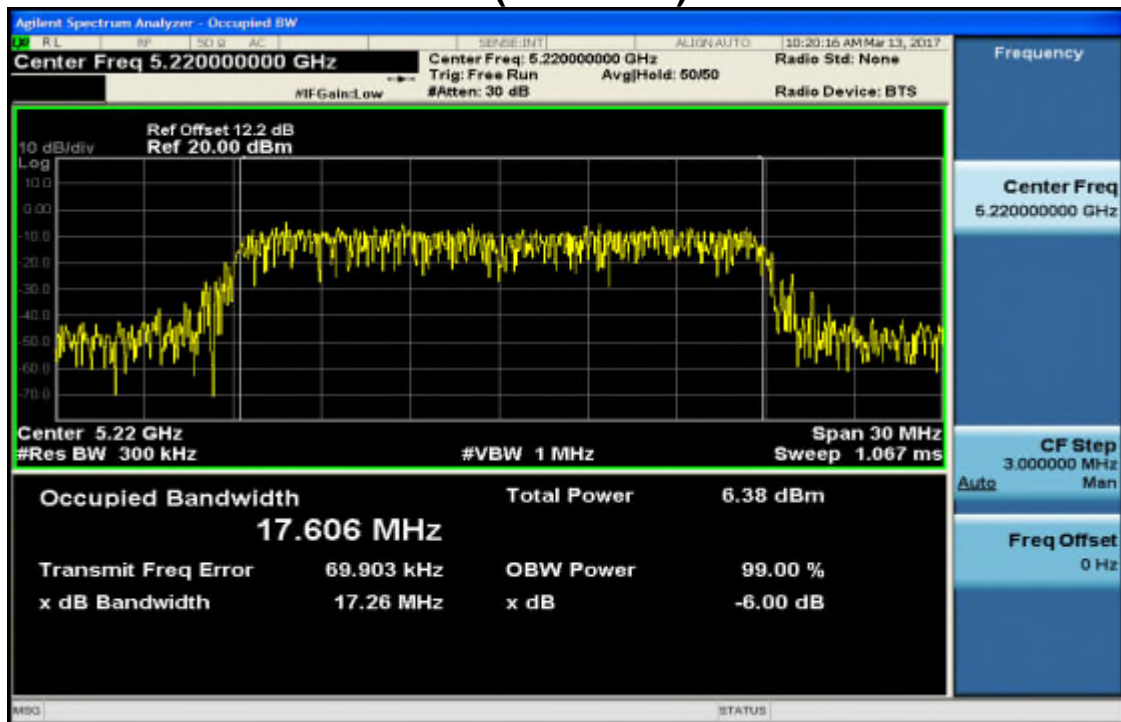 Agilent Spectrum Analyzer - Occupied BW
LXI RL RF 50 Ω AC SENSE:INT ALIGN AUTO 10:20:16 AM Mar 13, 2017
Center Freq 5.220000000 GHz Center Freq: 5.220000000 GHz Radio Std: None
Trig: Free Run Avg|Hold: 50/50
#IFGain:Low #Atten: 30 dB Radio Device: BTS
Frequency
Ref Offset 12.2 dB
10 dB/div Ref 20.00 dBm
Log
10.0
0.00
-10.0
-20.0
-30.0
-40.0
-50.0
-60.0
-70.0
Center 5.22 GHz Span 30 MHz
#Res BW 300 kHz #VBW 1 MHz Sweep 1.067 ms
Occupied Bandwidth Total Power 6.38 dBm
17.606 MHz
Transmit Freq Error 69.903 kHz OBW Power 99.00 %
x dB Bandwidth 17.26 MHz x dB -6.00 dB
Center Freq
5.220000000 GHz
CF Step
3.000000 MHz
Auto Man
Freq Offset
0 Hz
MSG STATUS